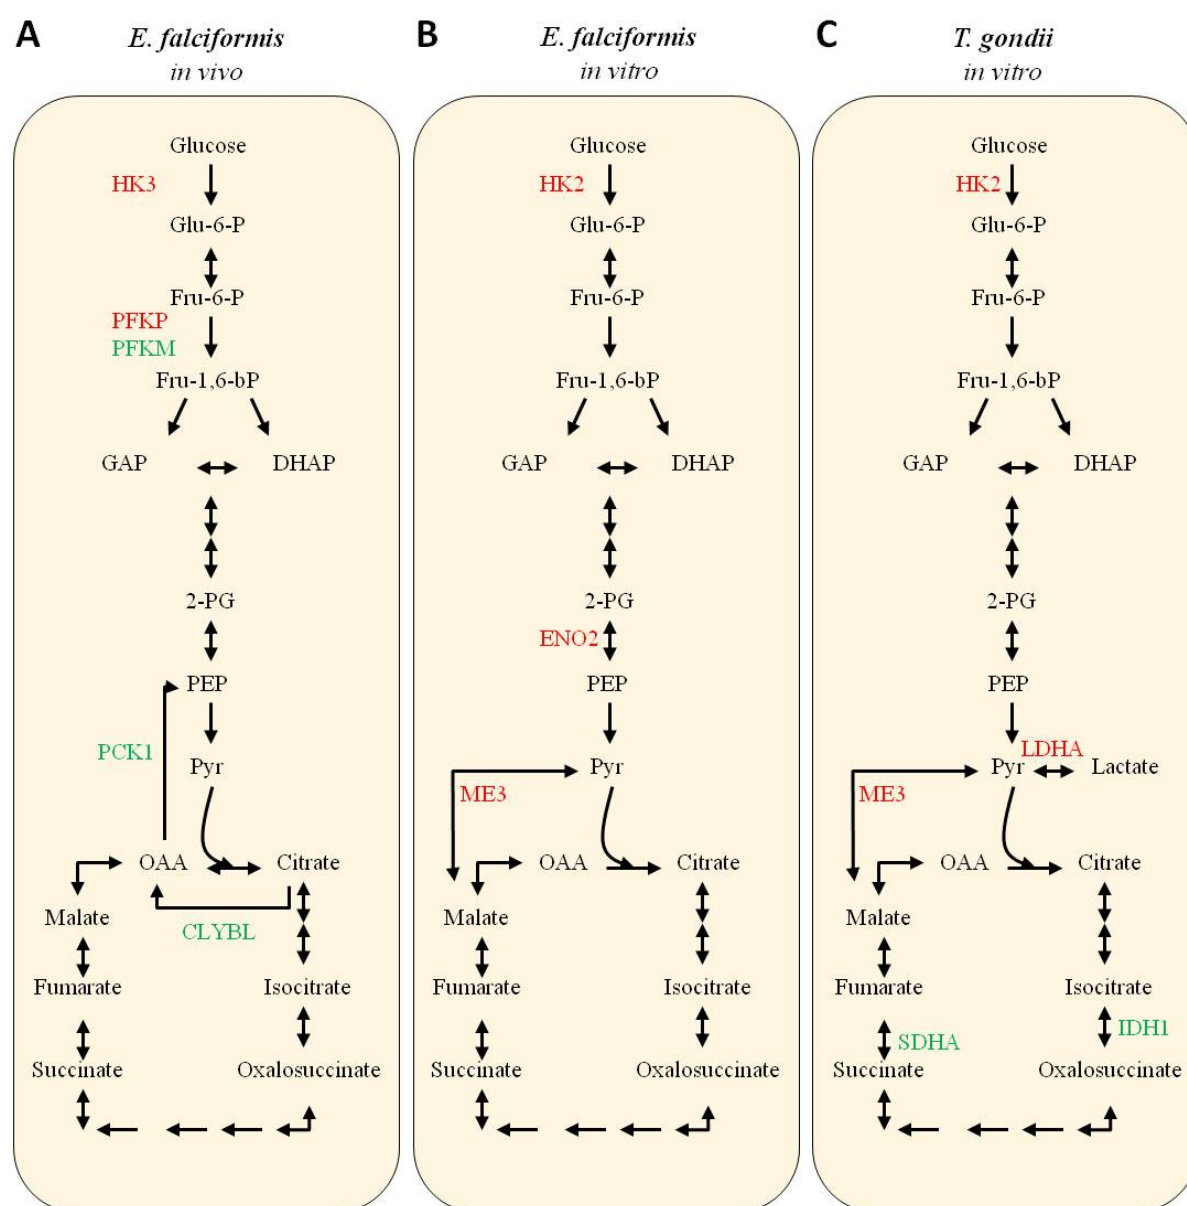 A
E. falciformis
in vivo
Glucose
HK3
Glu-6-P
Fru-6-P
PFKP
PFKM
Fru-1,6-bP
GAP
DHAP
2-PG
PEP
PCK1
Pyr
OAA
Citrate
CLYBL
Malate
Fumarate
Isocitrate
Succinate
Oxalosuccinate
B
E. falciformis
in vitro
Glucose
HK2
Glu-6-P
Fru-6-P
Fru-1,6-bP
GAP
DHAP
2-PG
ENO2
PEP
Pyr
ME3
OAA
Citrate
Malate
Fumarate
Isocitrate
Succinate
Oxalosuccinate
C
T. gondii
in vitro
Glucose
HK2
Glu-6-P
Fru-6-P
Fru-1,6-bP
GAP
DHAP
2-PG
PEP
LDHA
Pyr
Lactate
ME3
OAA
Citrate
Malate
Fumarate
Isocitrate
SDHA
IDH1
Succinate
Oxalosuccinate